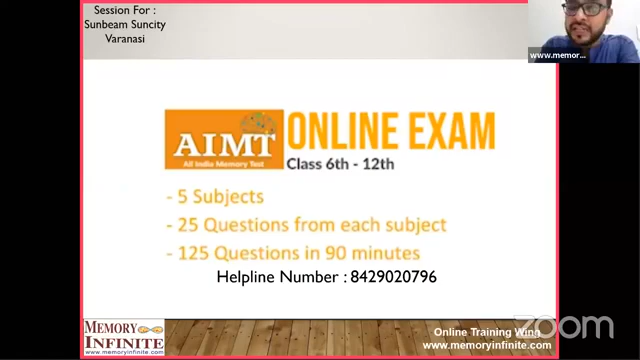 Session For :
Sunbeam Suncity
Varanasi
www.memor...
AIMT
All India Memory Test
ONLINE EXAM
Class 6th - 12th
- 5 Subjects
- 25 Questions from each subject
- 125 Questions in 90 minutes
Helpline Number : 8429020796
MEMORY
INFINITE
www.memoryinfinite.com
Online Training Wing
www.memoryinfinite.com
zoom